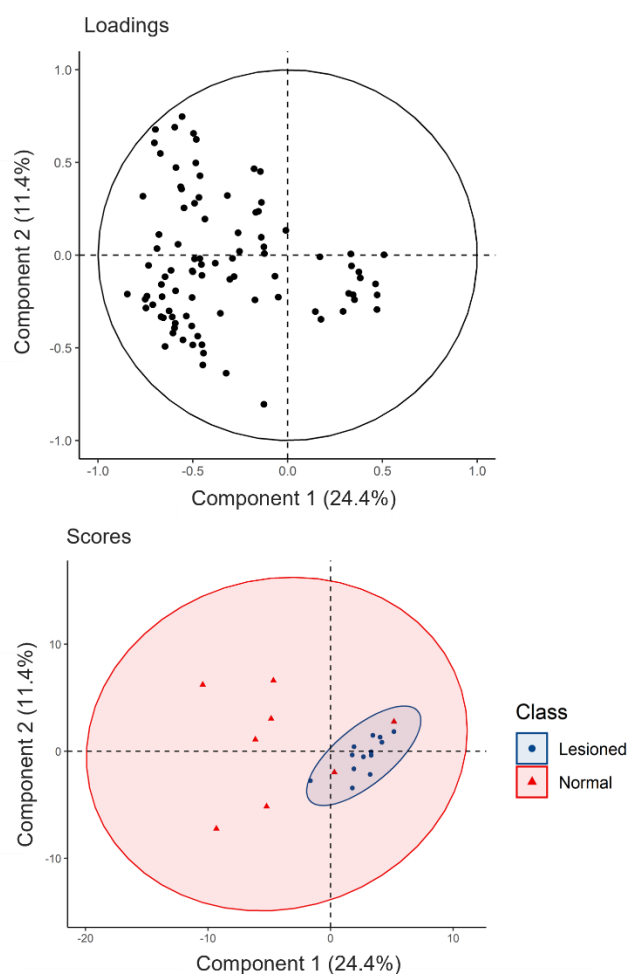 Loadings
1.0
0.5
0.0
-0.5
-1.0
Component 2 (11.4%)
-1.0
-0.5
0.0
0.5
1.0
Component 1 (24.4%)
Scores
10
0
-10
Component 2 (11.4%)
-20
-10
0
10
Component 1 (24.4%)
Class
Lesioned
Normal